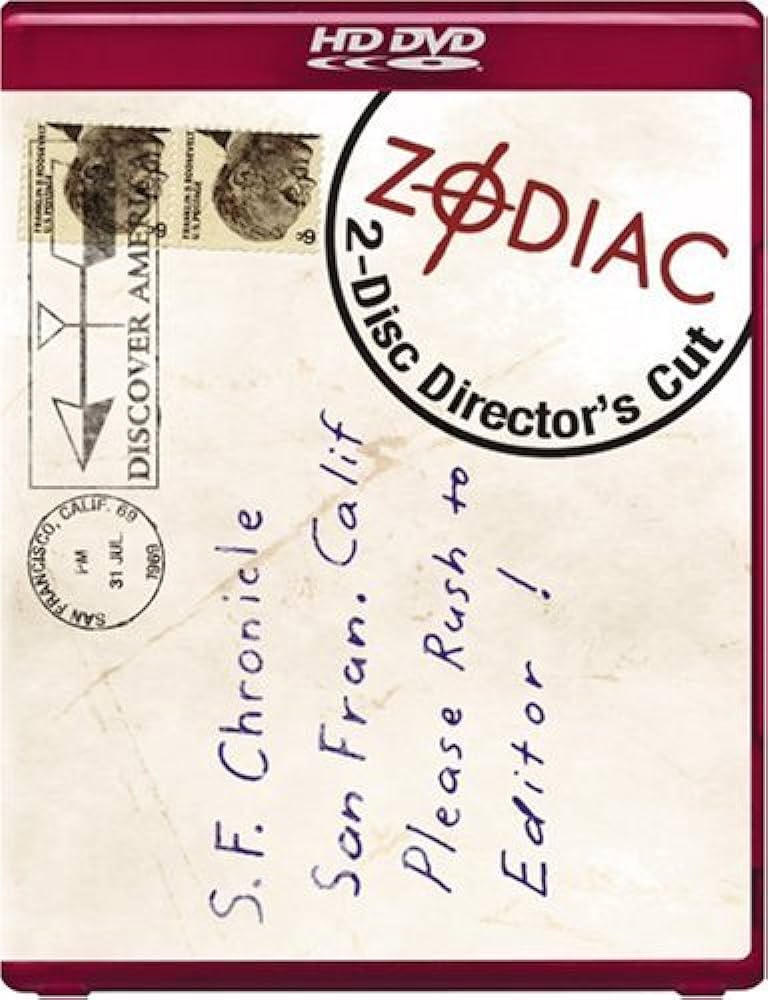 HD DVD
ZODIAC
2-Disc Director's Cut
FRANKLIN D. ROOSEVELT
U.S. POSTAGE
6¢
FRANKLIN D. ROOSEVELT
U.S. POSTAGE
6¢
DISCOVER AMERICA
SAN FRANCISCO, CALIF. 69
PM
31 JUL
1969
S.F. Chronicle
San Fran. Calif
Please Rush to
Editor !